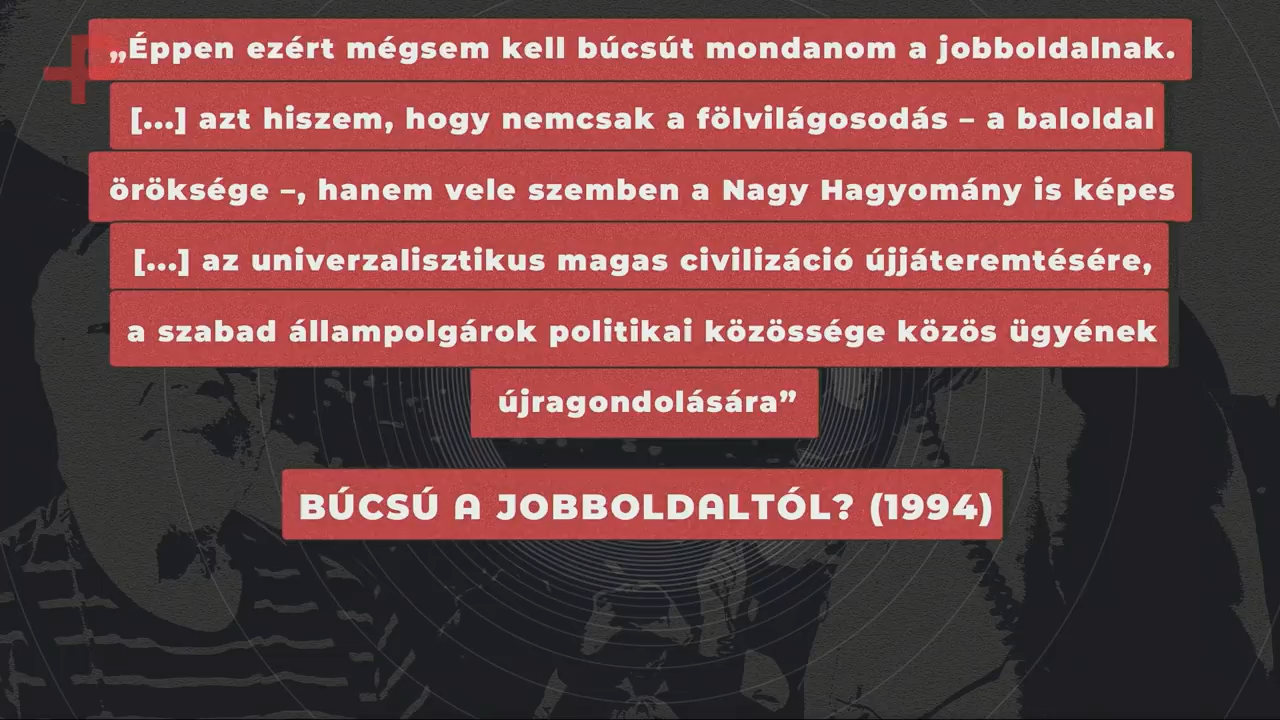 „Éppen ezért mégsem kell búcsút mondanom a jobboldalnak.
[...] azt hiszem, hogy nemcsak a fölvilágosodás – a baloldal
öröksége –, hanem vele szemben a Nagy Hagyomány is képes
[...] az univerzalisztikus magas civilizáció újjáteremtésére,
a szabad állampolgárok politikai közössége közös ügyének
újragondolására”
BÚCSÚ A JOBBOLDALTÓL? (1994)